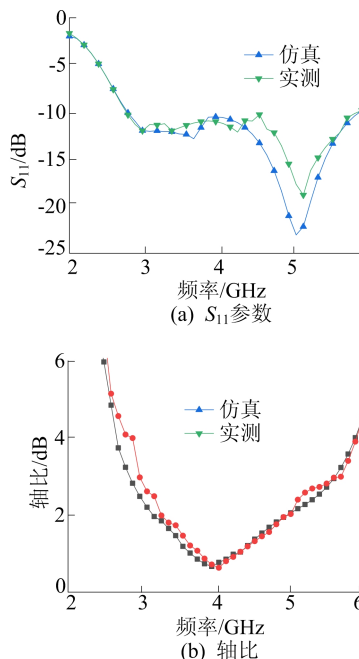 0
-5
-10
-15
-20
-25
S₁₁/dB
仿真
实测
2 3 4 5
频率/GHz
(a) S₁₁参数
6
4
2
0
轴比/dB
仿真
实测
2 3 4 5 6
频率/GHz
(b) 轴比